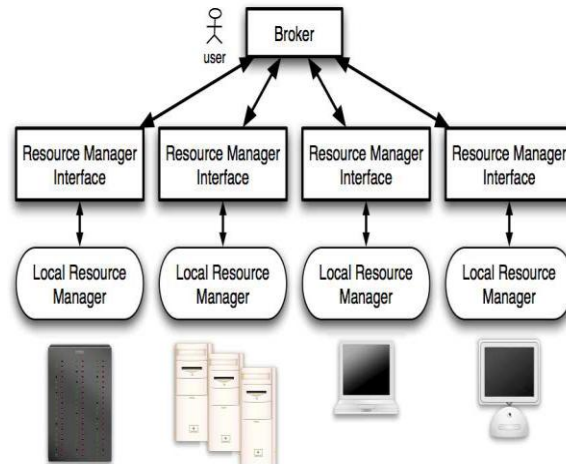 Broker
user
Resource Manager
Interface
Resource Manager
Interface
Resource Manager
Interface
Resource Manager
Interface
Local Resource
Manager
Local Resource
Manager
Local Resource
Manager
Local Resource
Manager